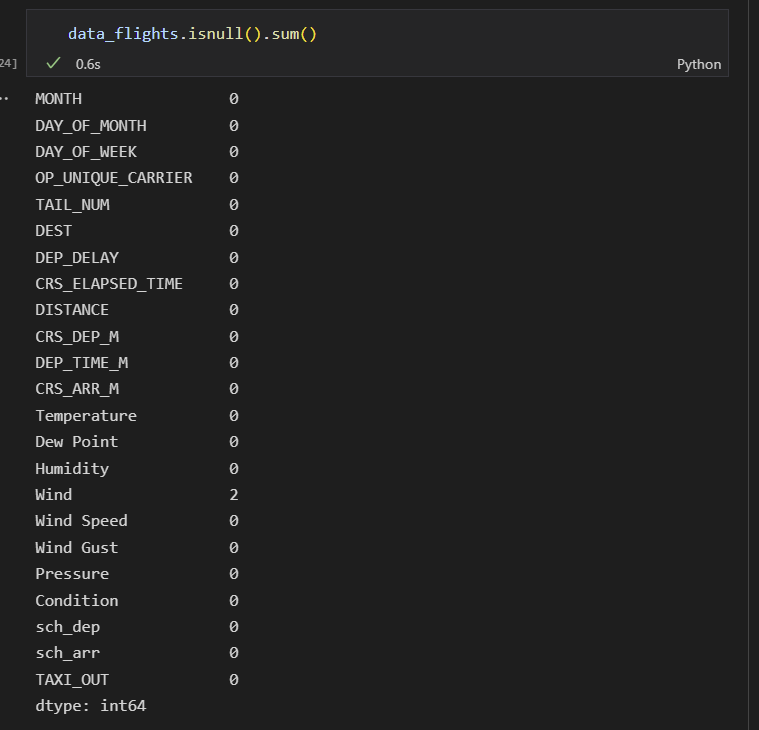 data_flights.isnull().sum()
24]
0.6s
Python
MONTH 0
DAY_OF_MONTH 0
DAY_OF_WEEK 0
OP_UNIQUE_CARRIER 0
TAIL_NUM 0
DEST 0
DEP_DELAY 0
CRS_ELAPSED_TIME 0
DISTANCE 0
CRS_DEP_M 0
DEP_TIME_M 0
CRS_ARR_M 0
Temperature 0
Dew Point 0
Humidity 0
Wind 2
Wind Speed 0
Wind Gust 0
Pressure 0
Condition 0
sch_dep 0
sch_arr 0
TAXI_OUT 0
dtype: int64